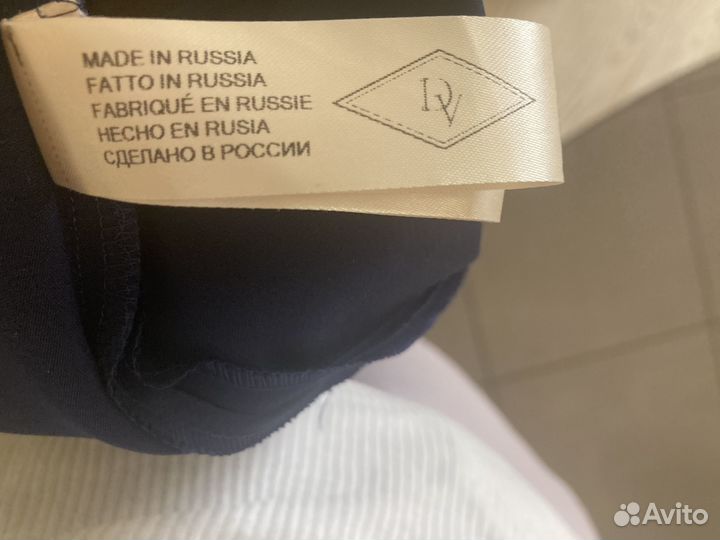 MADE IN RUSSIA
FATTO IN RUSSIA
FABRIQUÉ EN RUSSIE
HECHO EN RUSIA
СДЕЛАНО В РОССИИ
DV
Avito